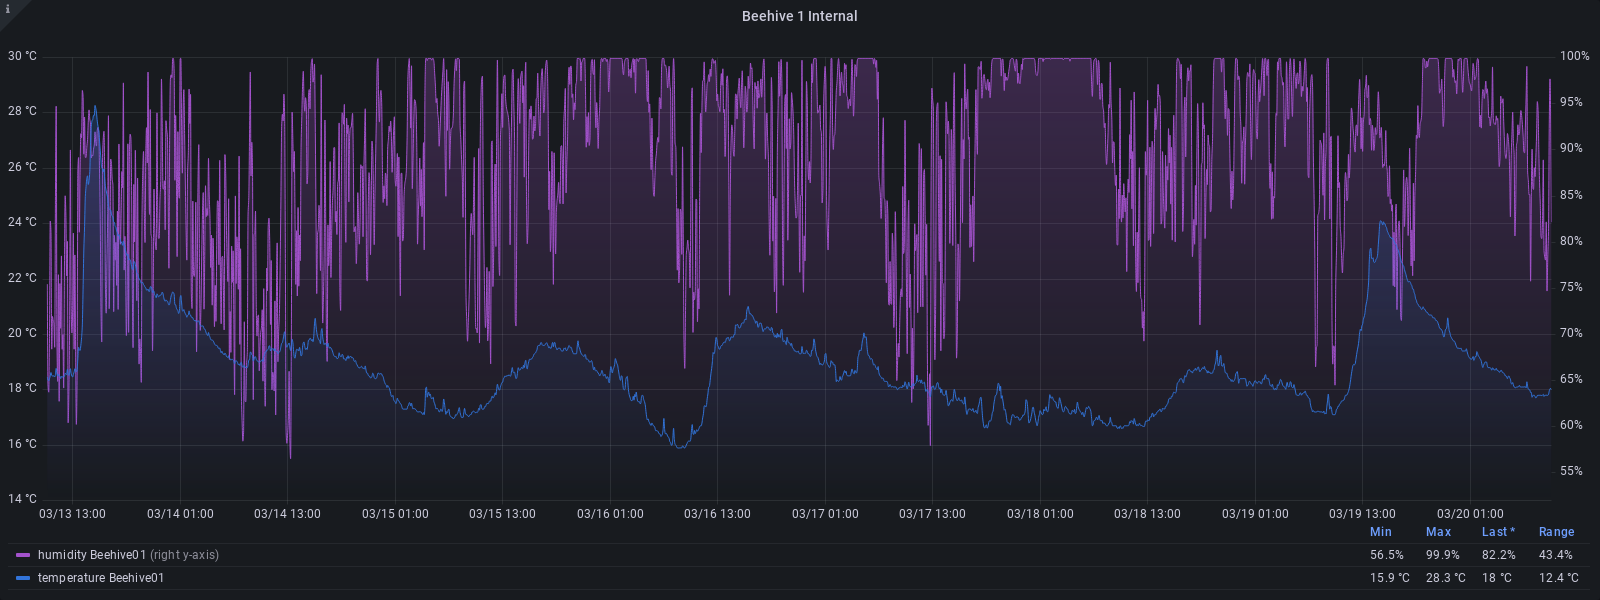 i
Beehive 1 Internal
30 °C 100%
28 °C 95%
26 °C 90%
24 °C 85%
22 °C 80%
20 °C 75%
18 °C 70%
16 °C 65%
14 °C 60%
55%
03/13 13:00 03/14 01:00 03/14 13:00 03/15 01:00 03/15 13:00 03/16 01:00 03/16 13:00 03/17 01:00 03/17 13:00 03/18 01:00 03/18 13:00 03/19 01:00 03/19 13:00 03/20 01:00
Min Max Last * Range
humidity Beehive01 (right y-axis) 56.5% 99.9% 82.2% 43.4%
temperature Beehive01 15.9 °C 28.3 °C 18 °C 12.4 °C